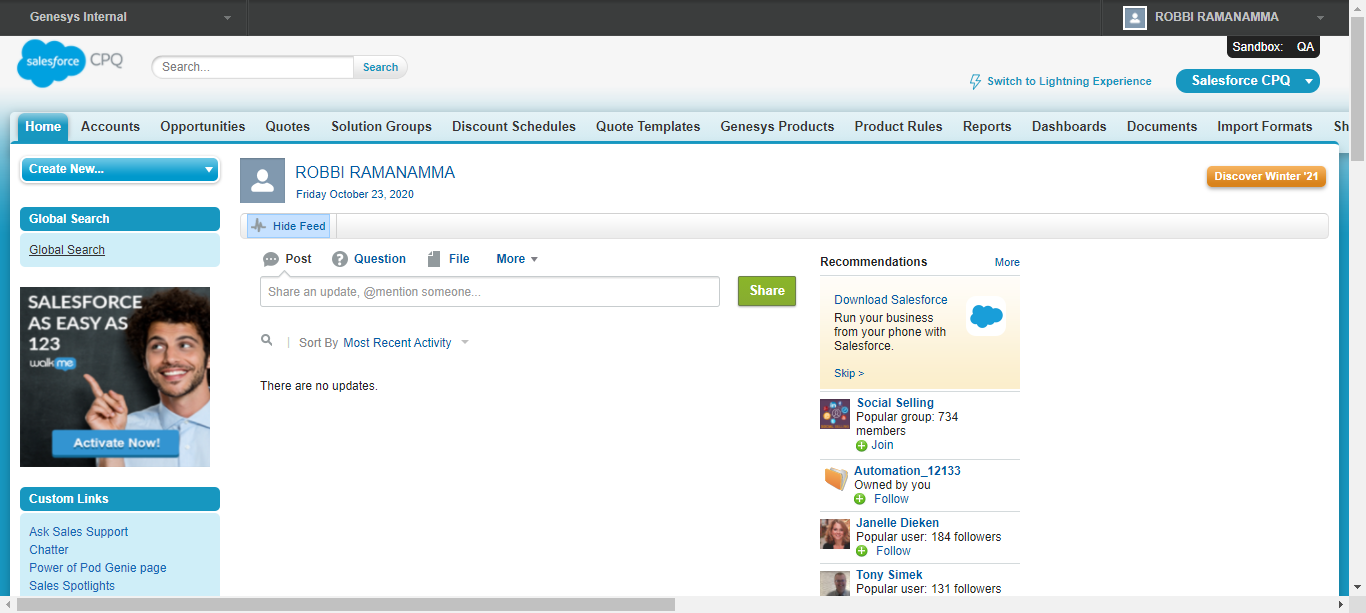 Genesys Internal
ROBBI RAMANAMMA
Sandbox: QA
salesforce CPQ
Search...
Search
Switch to Lightning Experience
Salesforce CPQ
Home
Accounts
Opportunities
Quotes
Solution Groups
Discount Schedules
Quote Templates
Genesys Products
Product Rules
Reports
Dashboards
Documents
Import Formats
Sh
Create New...
Global Search
Global Search
SALESFORCE
AS EASY AS
123
walkme
Activate Now!
Custom Links
Ask Sales Support
Chatter
Power of Pod Genie page
Sales Spotlights
ROBBI RAMANAMMA
Friday October 23, 2020
Discover Winter '21
Hide Feed
Post
Question
File
More
Share an update, @mention someone...
Share
Sort By Most Recent Activity
There are no updates.
Recommendations
More
Download Salesforce
Run your business
from your phone with
Salesforce.
Skip >
Social Selling
Popular group: 734
members
Join
Automation_12133
Owned by you
Follow
Janelle Dieken
Popular user: 184 followers
Follow
Tony Simek
Popular user: 131 followers